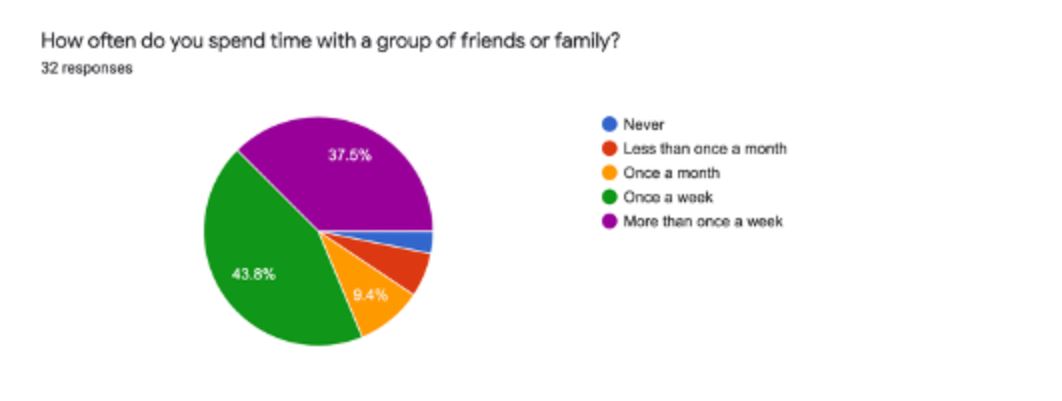 How often do you spend time with a group of friends or family?
32 responses
37.5%
43.8%
9.4%
Never
Less than once a month
Once a month
Once a week
More than once a week